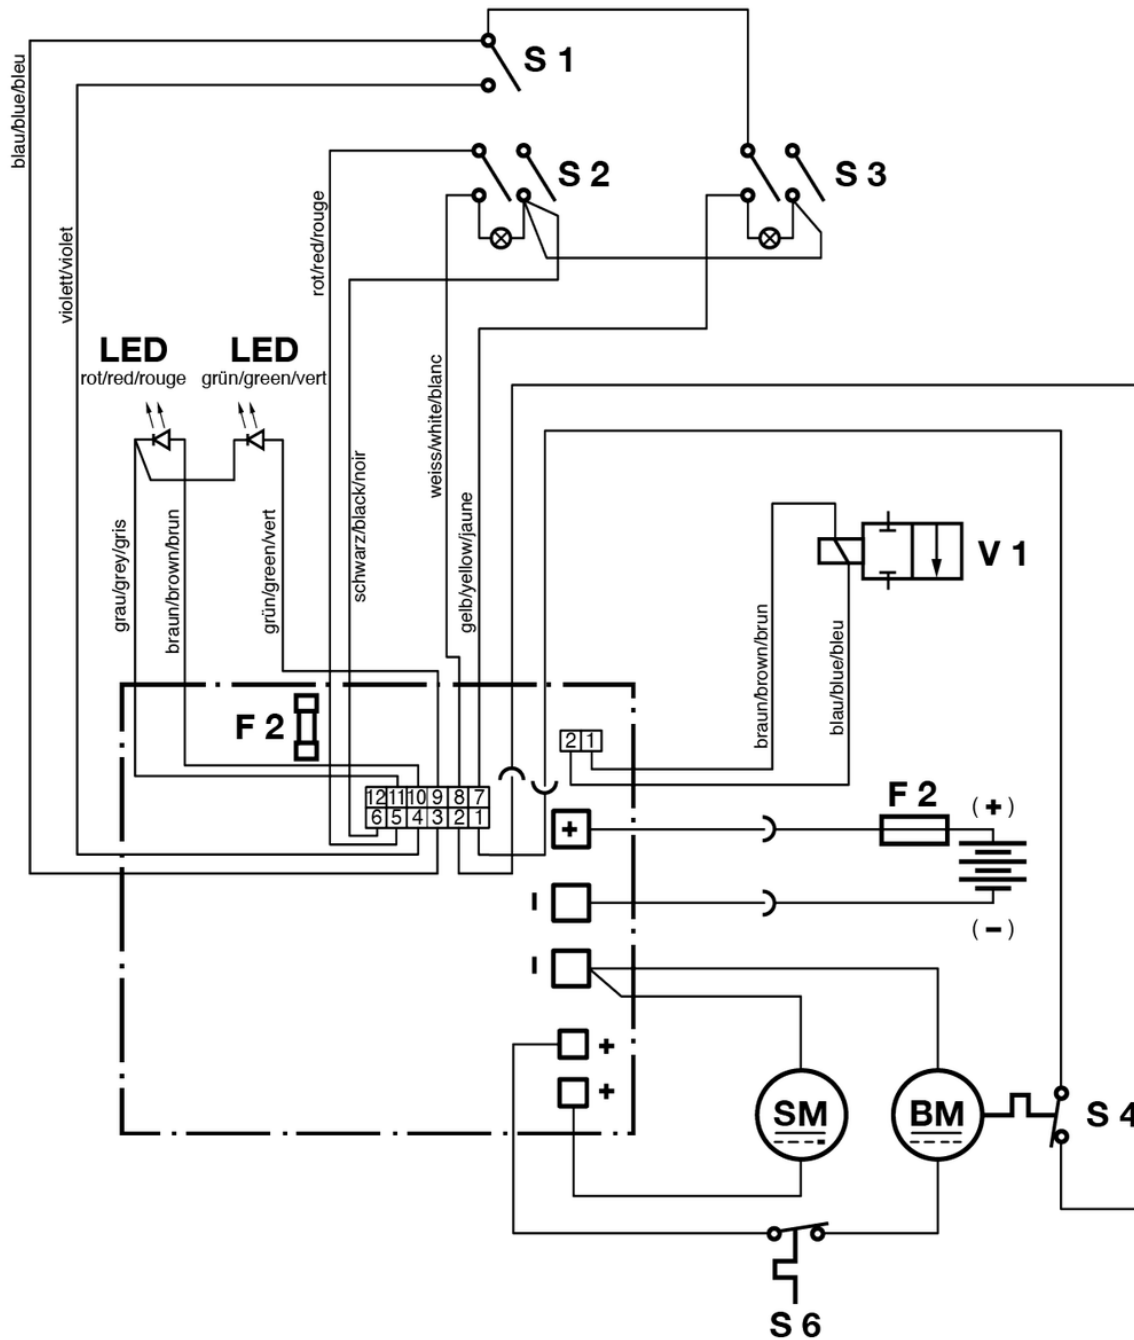 S 1
blau/blue/bleu
S 2
S 3
rot/red/rouge
violett/violet
LED
LED
rot/red/rouge
grün/green/vert
weiss/white/blanc
schwarz/black/noir
gelb/yellow/jaune
grau/grey/gris
braun/brown/brun
grün/green/vert
V 1
braun/brown/brun
blau/blue/bleu
F 2
2 1
12 11 10 9 8 7
6 5 4 3 2 1
F 2
(+)
+
−
(−)
−
+
+
SM
BM
S 4
S 6